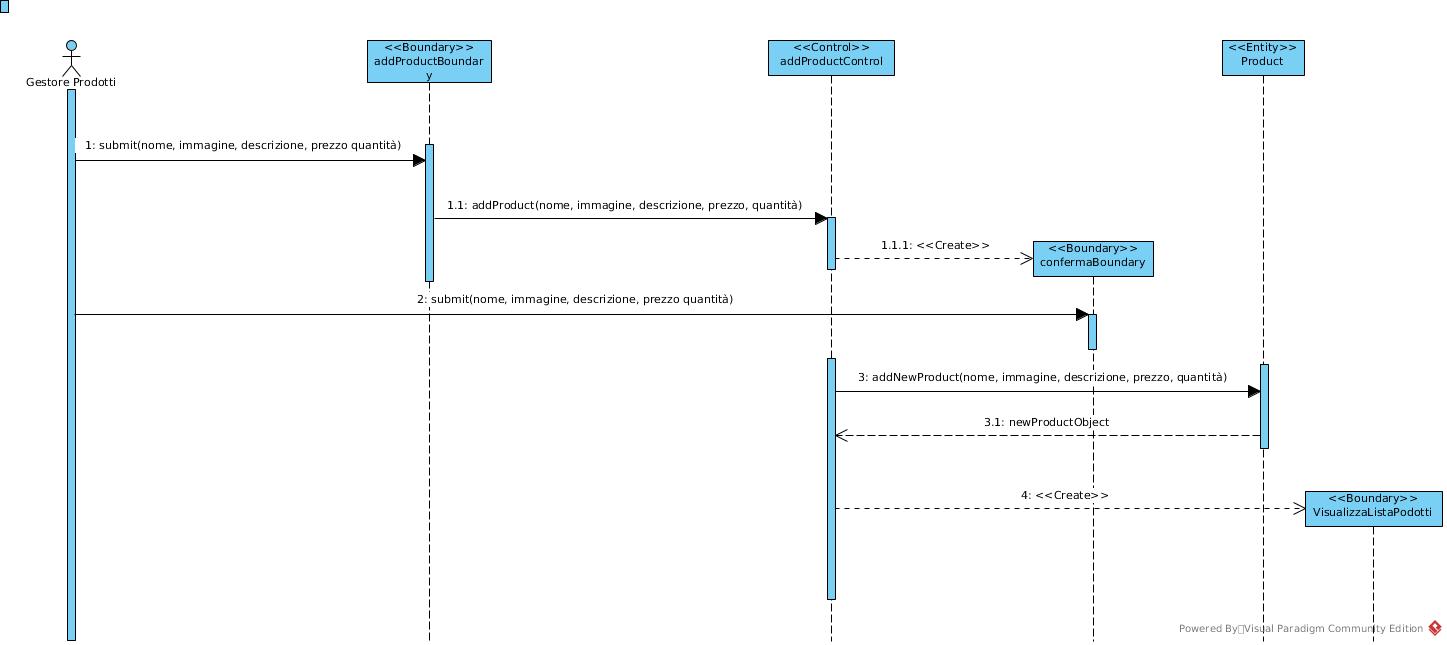 Gestore Prodotti
<<Boundary>>
addProductBoundar
y
<<Control>>
addProductControl
<<Entity>>
Product
1: submit(nome, immagine, descrizione, prezzo quantità)
1.1: addProduct(nome, immagine, descrizione, prezzo, quantità)
1.1.1: <<Create>>
<<Boundary>>
confermaBoundary
2: submit(nome, immagine, descrizione, prezzo quantità)
3: addNewProduct(nome, immagine, descrizione, prezzo, quantità)
3.1: newProductObject
4: <<Create>>
<<Boundary>>
VisualizzaListaPodotti
Powered By Visual Paradigm Community Edition